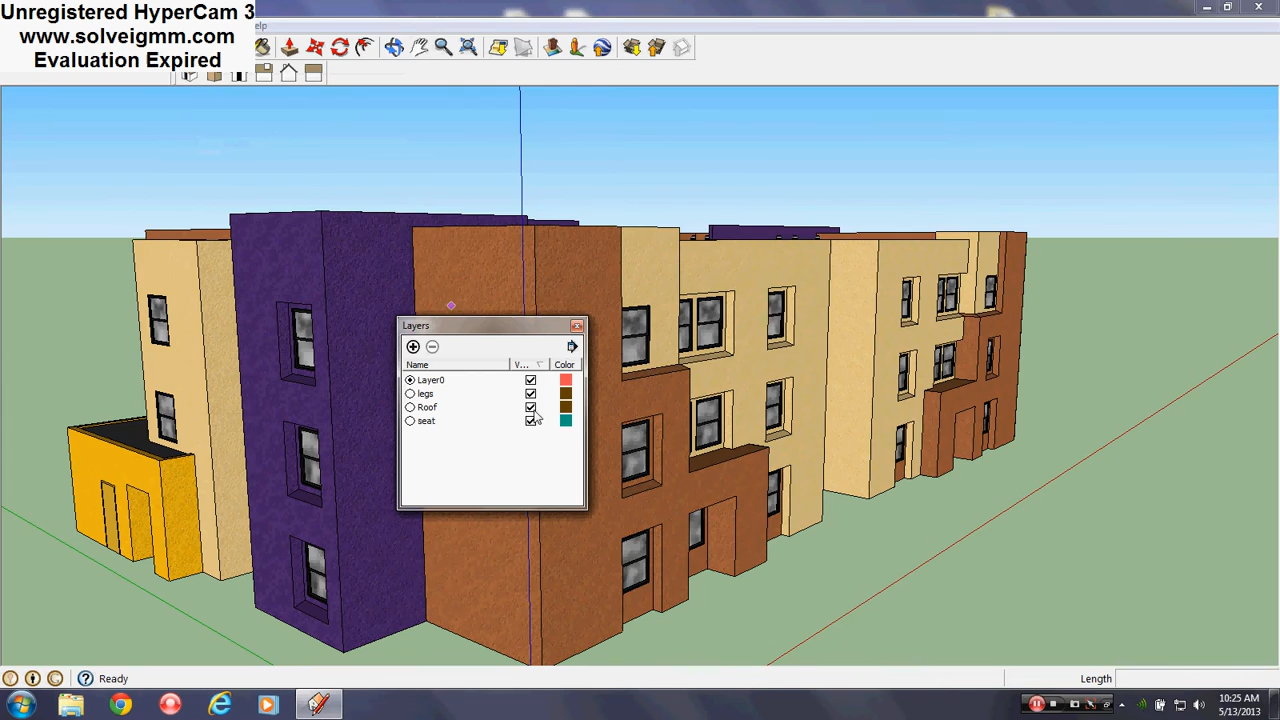 Unregistered HyperCam 3
www.solveigmm.com
Evaluation Expired
elp
Layers
Name V... Color
Layer0
legs
Roof
seat
Ready
Length
10:25 AM
5/13/2013